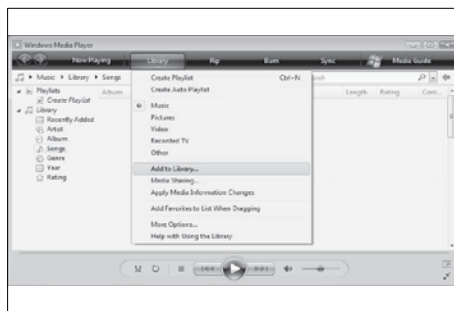 Windows Media Player
Now Playing Library Rip Burn Sync Media Guide
Music Library Songs
Playlists
Create Playlist
Library
Recently Added
Artist
Album
Songs
Genre
Year
Rating
Album
Create Playlist Ctrl+N
Create Auto Playlist
Music
Pictures
Video
Recorded TV
Other
Add to Library...
Media Sharing...
Apply Media Information Changes
Add Favorites to List When Dragging
More Options...
Help with Using the Library
Length Rating Cont...